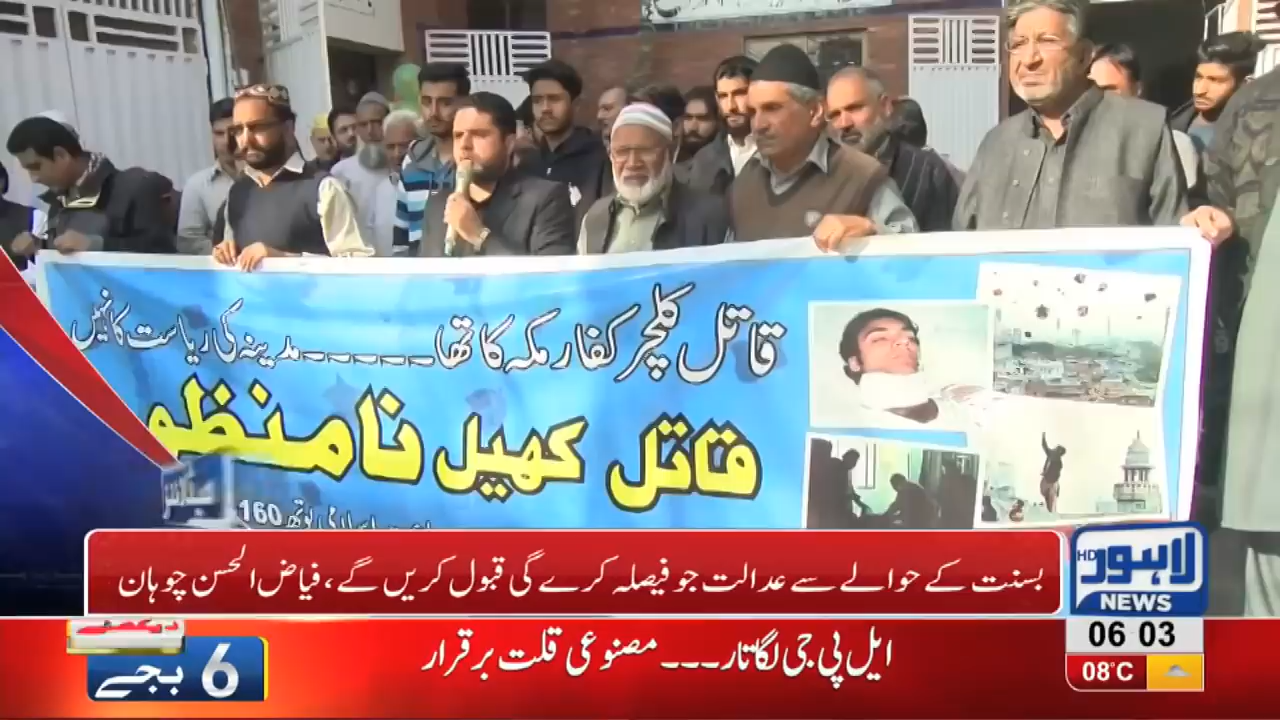 قاتل کلچر کفار مکہ کا تھا ۔۔۔۔۔ مدینہ کی ریاست کا نہیں
قاتل کھیل نامنظو
یوتھ 160
بسنت کے حوالے سے عدالت جو فیصلہ کرے گی قبول کریں گے، فیاض الحسن چوہان
HD
لاہور
NEWS
06 03
08°C
ایل پی جی لگاتار۔۔۔ مصنوعی قلت برقرار
دیکھئے
6 بجے